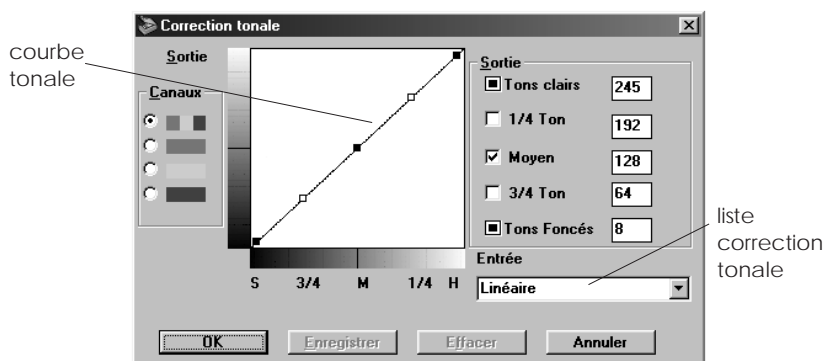 Correction tonale
courbe
tonale
Sortie
Canaux
Sortie
Tons clairs 245
1/4 Ton 192
Moyen 128
3/4 Ton 64
Tons Foncés 8
Entrée
S 3/4 M 1/4 H
Linéaire
liste
correction
tonale
OK Enregistrer Effacer Annuler